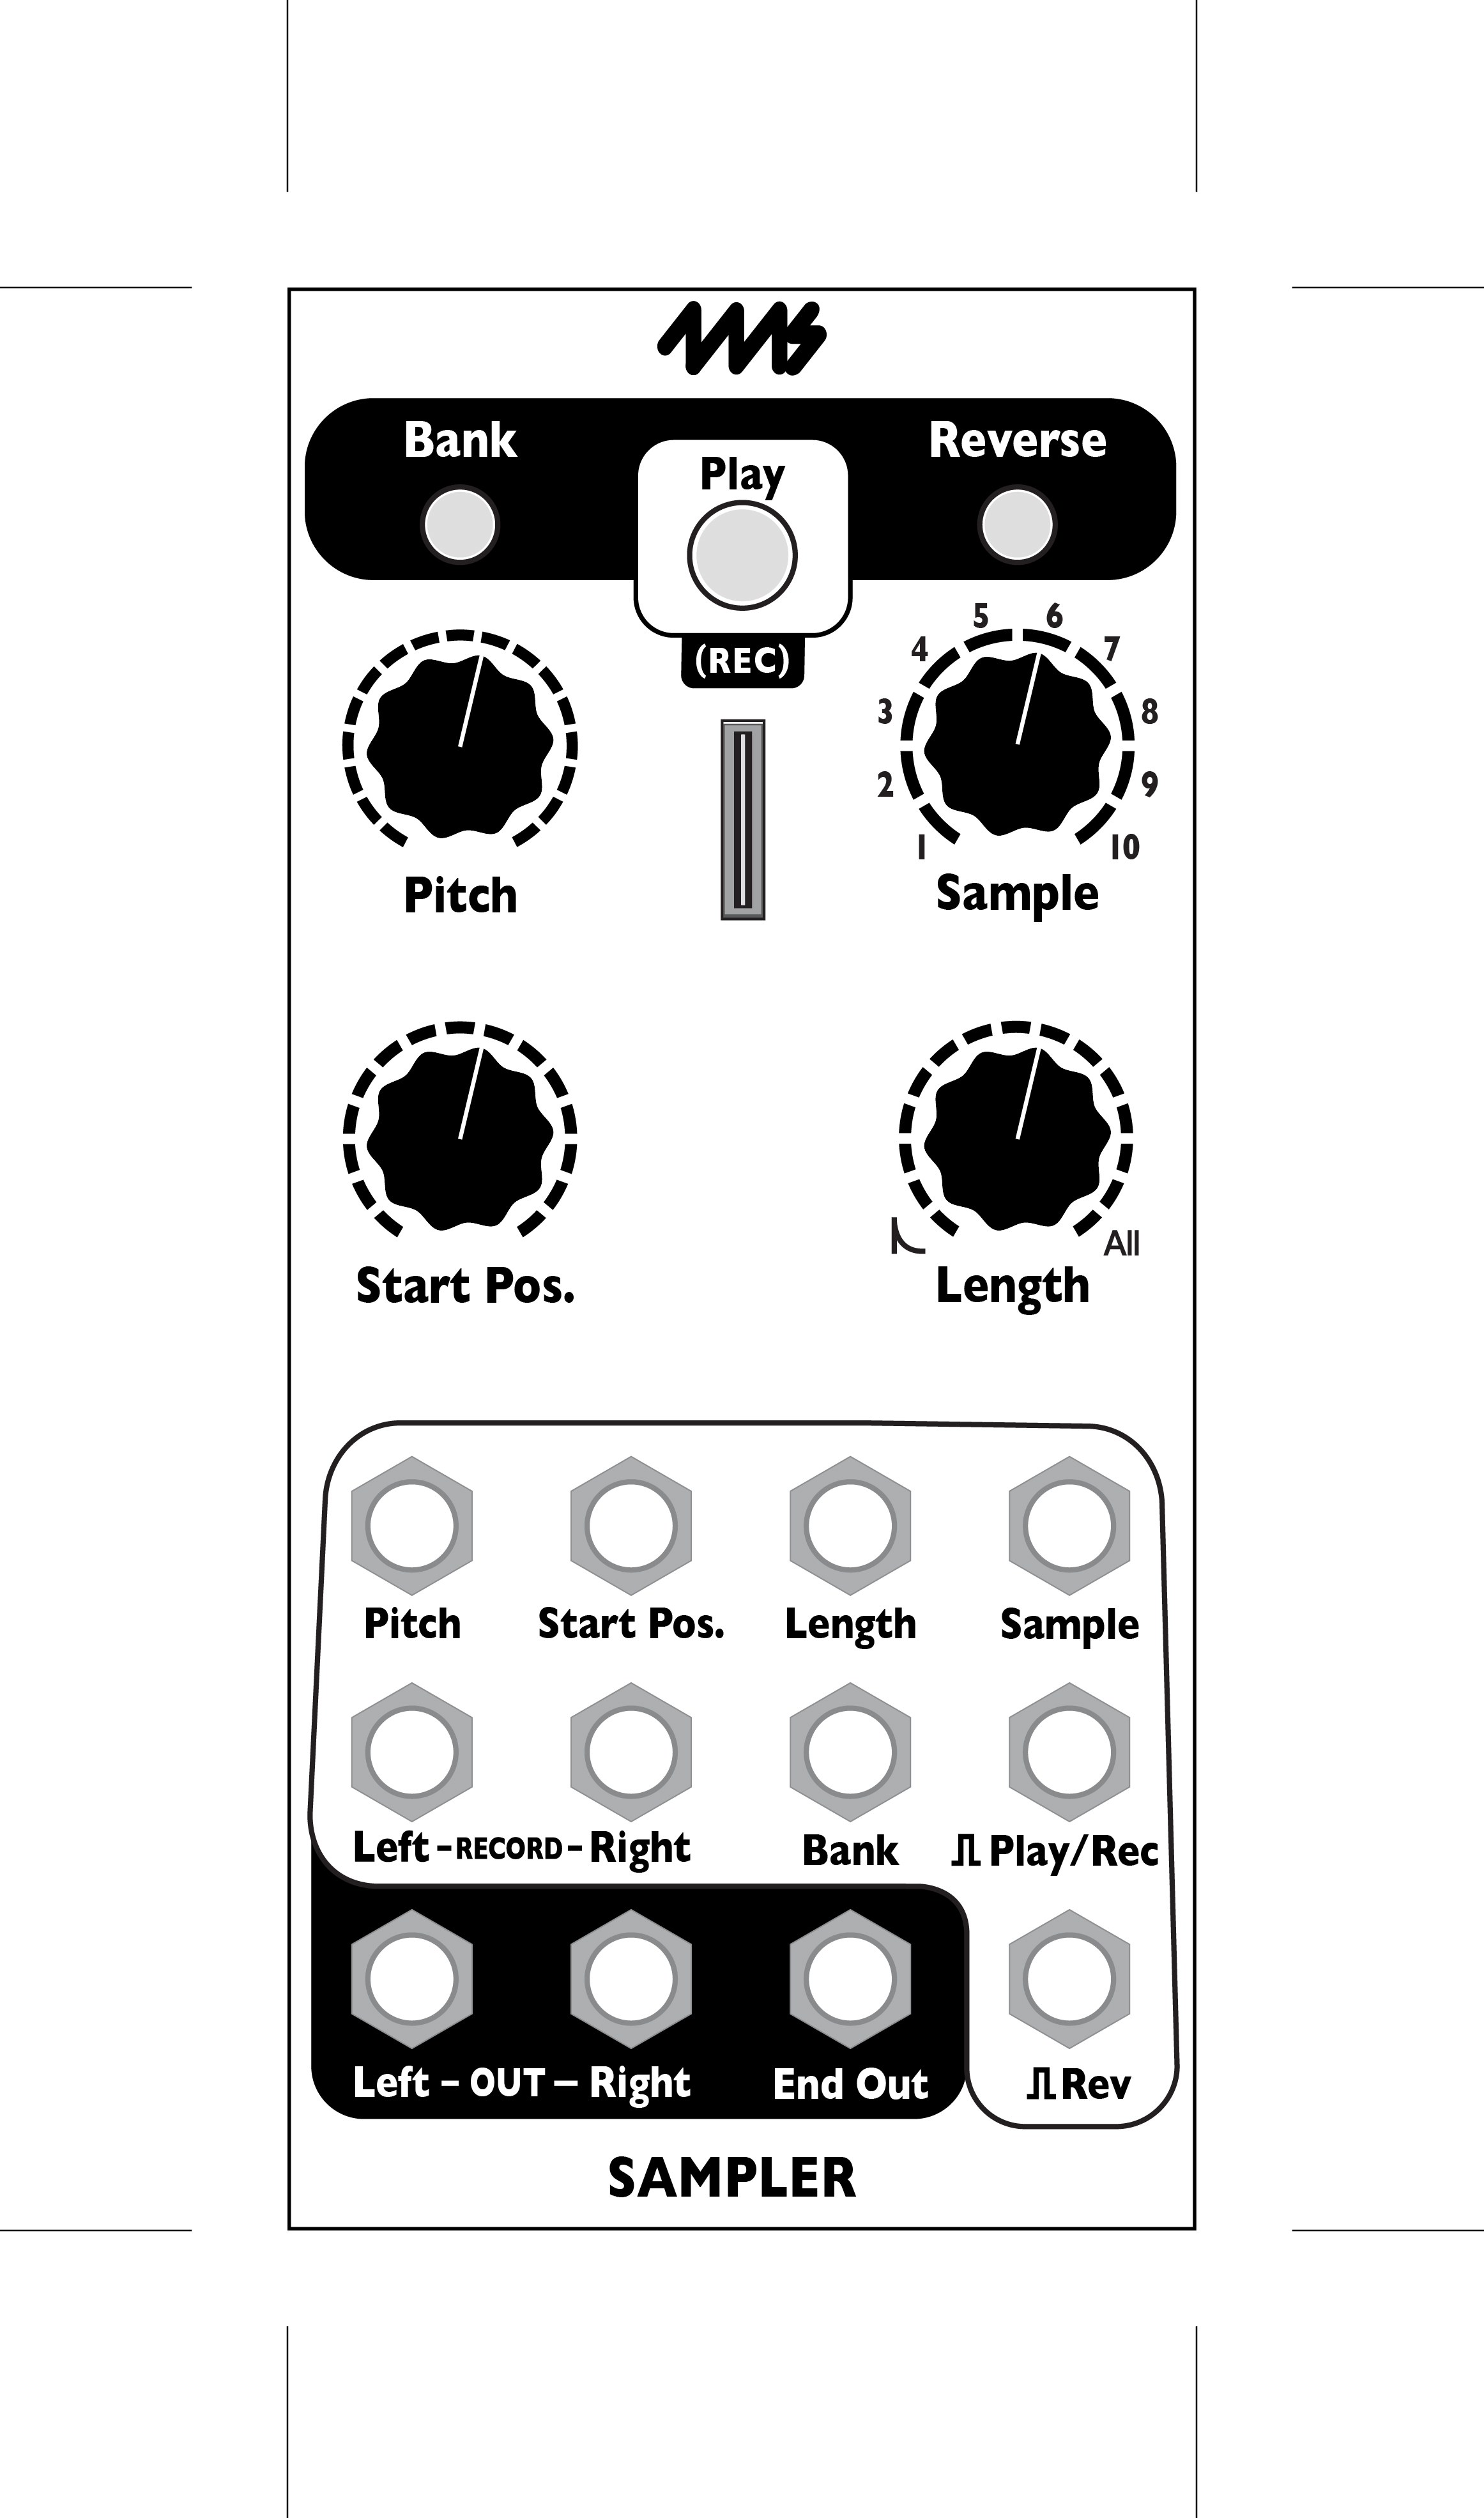 4ms
Bank
Reverse
Play
(REC)
5 6
4 7
3 8
2 9
1 10
Pitch
Sample
All
Start Pos.
Length
Pitch Start Pos. Length Sample
Left –RECORD– Right Bank Play/Rec
Left – OUT – Right End Out Rev
SAMPLER